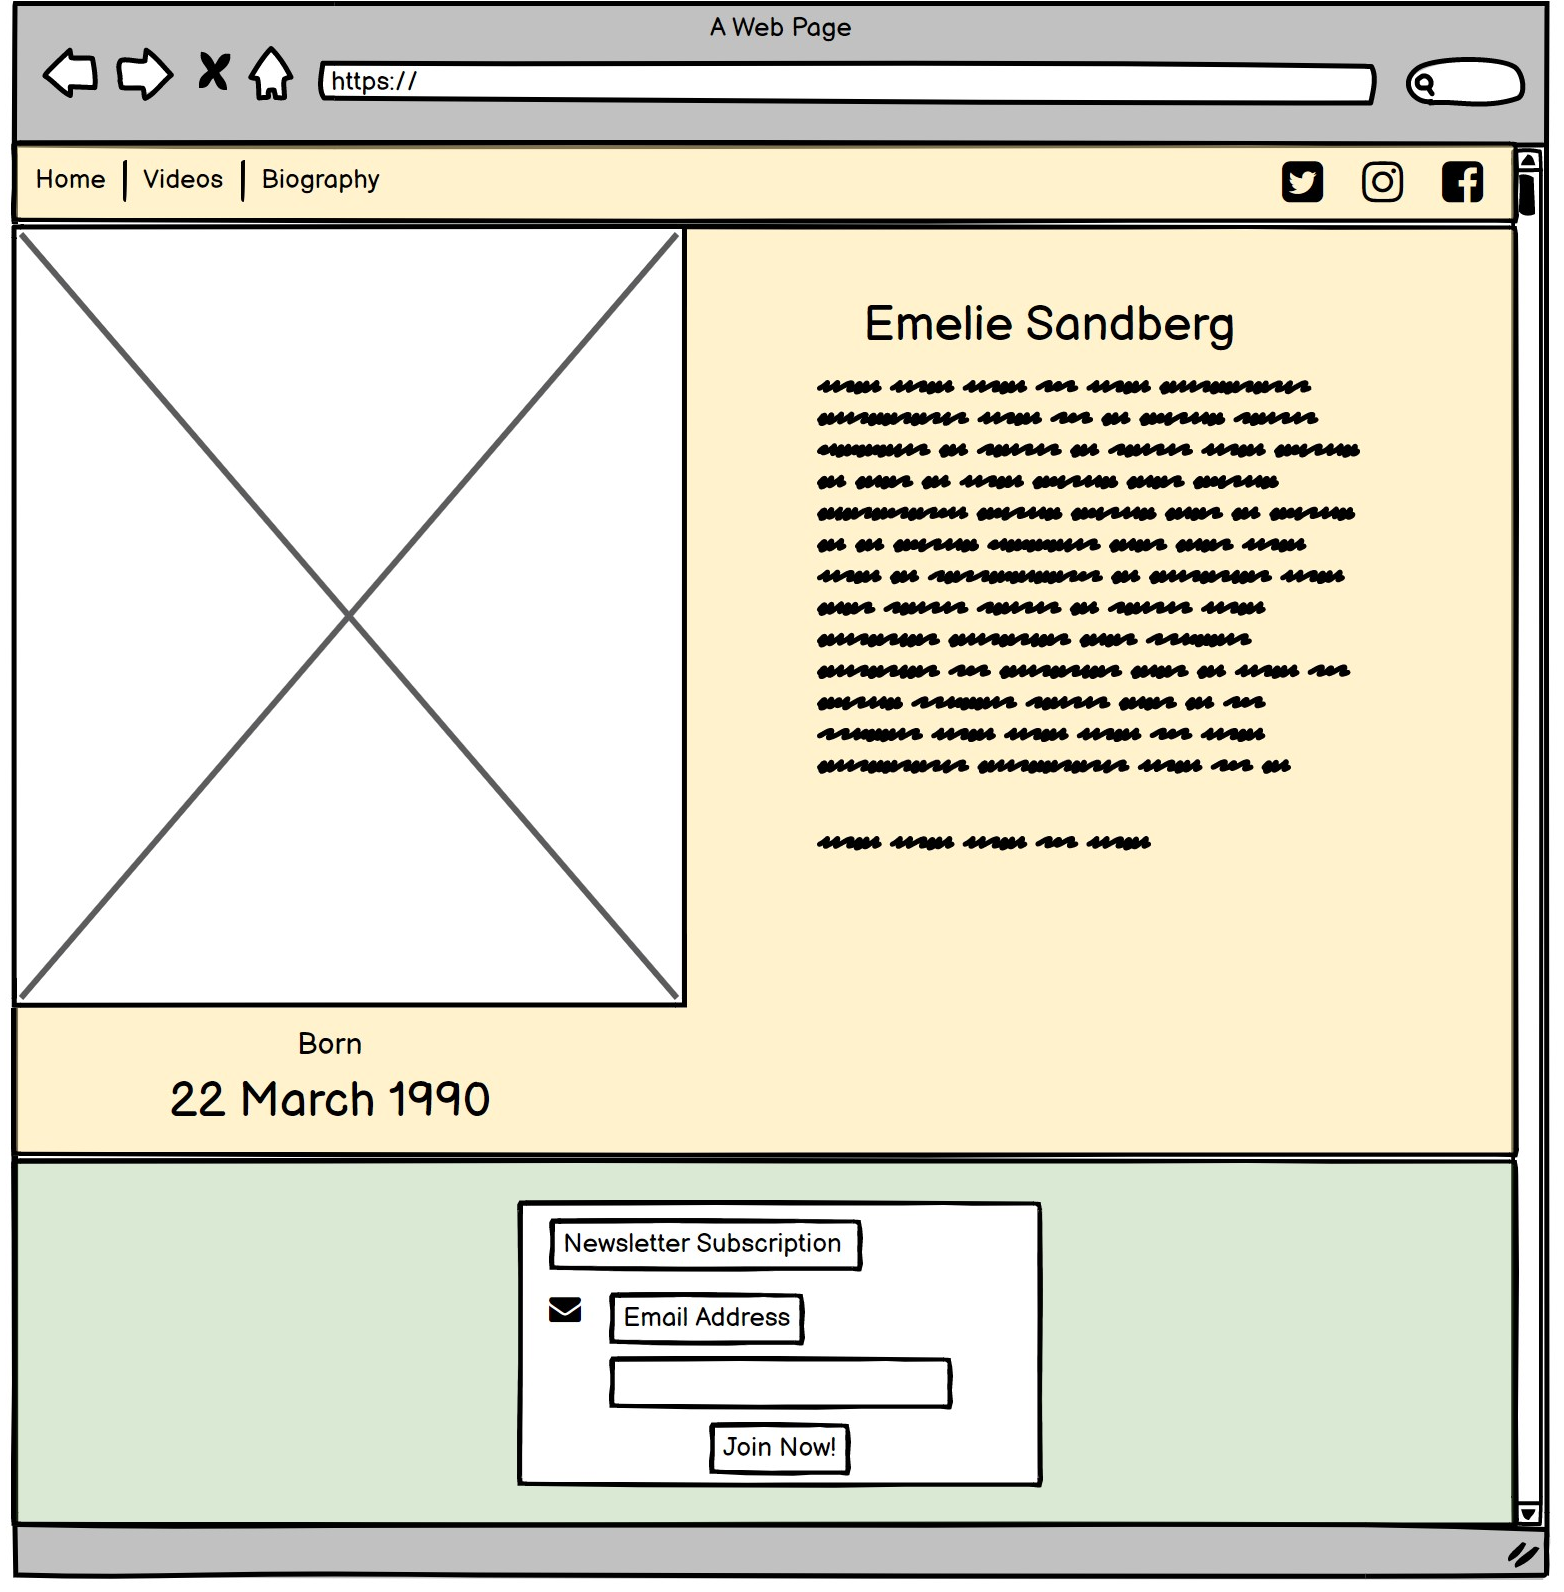 A Web Page
https://
Home Videos Biography
Emelie Sandberg
Born
22 March 1990
Newsletter Subscription
Email Address
Join Now!